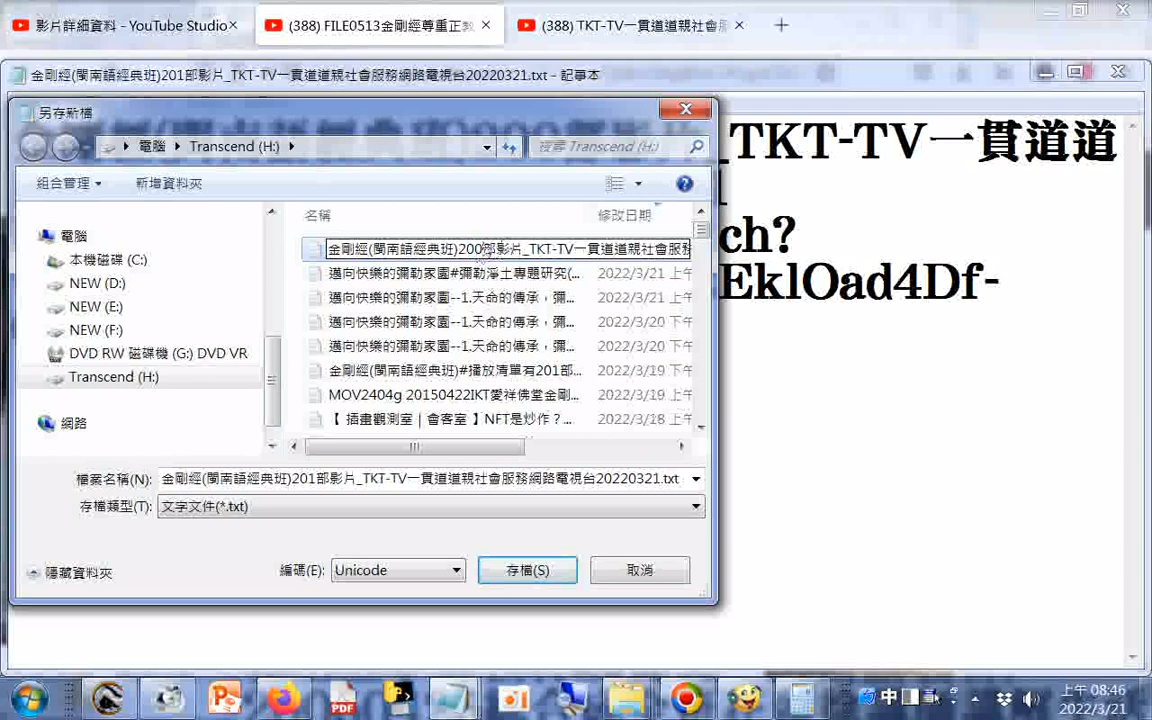 影片詳細資料 - YouTube Studio
(388) FILE0513金剛經尊重正教
(388) TKT-TV一貫道道親社會服
金剛經(閩南語經典班)201部影片_TKT-TV一貫道道親社會服務網路電視台20220321.txt - 記事本
_TKT-TV一貫道道
ch?
EklOad4Df-
另存新檔
電腦 Transcend (H:)
搜尋 Transcend (H:)
組合管理 新增資料夾
名稱 修改日期
電腦
本機磁碟 (C:)
NEW (D:)
NEW (E:)
NEW (F:)
DVD RW 磁碟機 (G:) DVD VR
Transcend (H:)
網路
金剛經(閩南語經典班)200部影片_TKT-TV一貫道道親社會服務
邁向快樂的彌勒家園#彌勒淨土專題研究(... 2022/3/21 上午
邁向快樂的彌勒家園--1.天命的傳承，彌... 2022/3/21 上午
邁向快樂的彌勒家園--1.天命的傳承，彌... 2022/3/20 下午
邁向快樂的彌勒家園--1.天命的傳承，彌... 2022/3/20 下午
金剛經(閩南語經典班)#播放清單有201部... 2022/3/19 上午
MOV2404g 20150422IKT愛祥佛堂金剛... 2022/3/19 上午
【 插畫觀測室｜會客室 】NFT是炒作？... 2022/3/18 上午
檔案名稱(N): 金剛經(閩南語經典班)201部影片_TKT-TV一貫道道親社會服務網路電視台20220321.txt
存檔類型(T): 文字文件(*.txt)
隱藏資料夾
編碼(E): Unicode
存檔(S)
取消
PDF
中
上午 08:46
2022/3/21